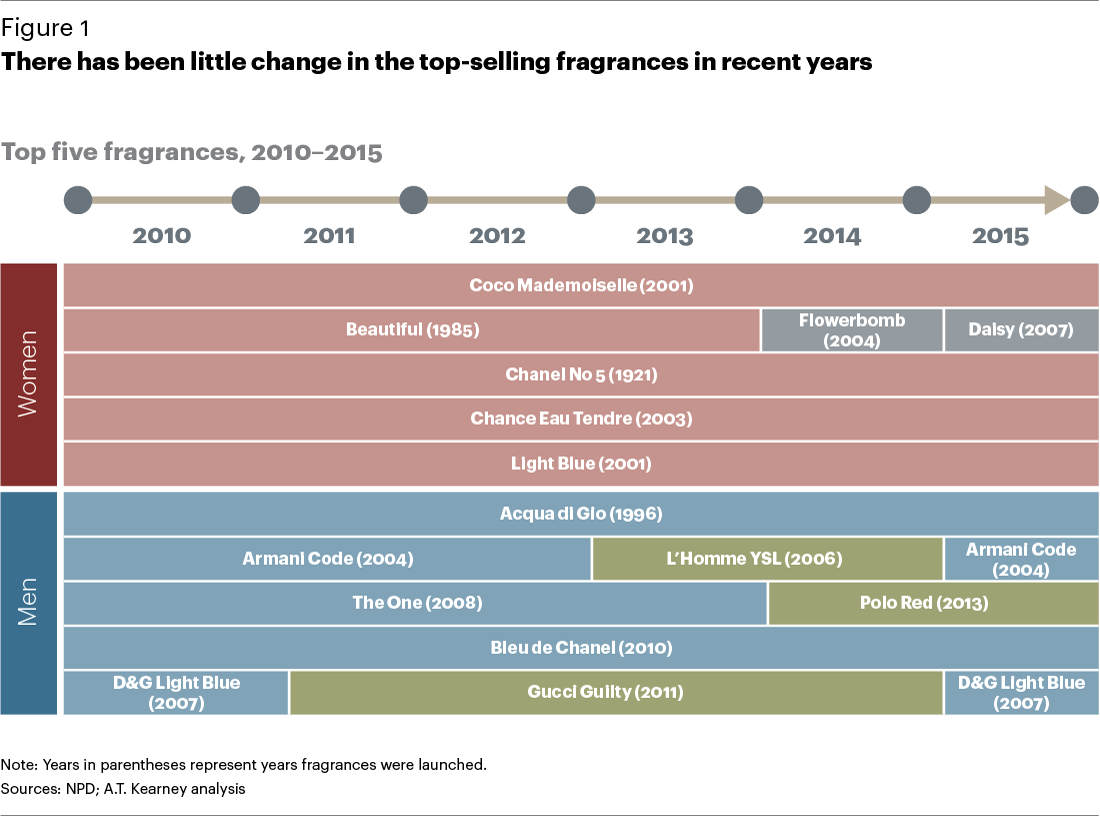 Figure 1
There has been little change in the top-selling fragrances in recent years
Top five fragrances, 2010–2015
2010 2011 2012 2013 2014 2015
Women
Coco Mademoiselle (2001)
Beautiful (1985)
Flowerbomb
(2004)
Daisy (2007)
Chanel No 5 (1921)
Chance Eau Tendre (2003)
Light Blue (2001)
Men
Acqua di Gio (1996)
Armani Code (2004)
L’Homme YSL (2006)
Armani Code
(2004)
The One (2008)
Polo Red (2013)
Bleu de Chanel (2010)
D&G Light Blue
(2007)
Gucci Guilty (2011)
D&G Light Blue
(2007)
Note: Years in parentheses represent years fragrances were launched.
Sources: NPD; A.T. Kearney analysis